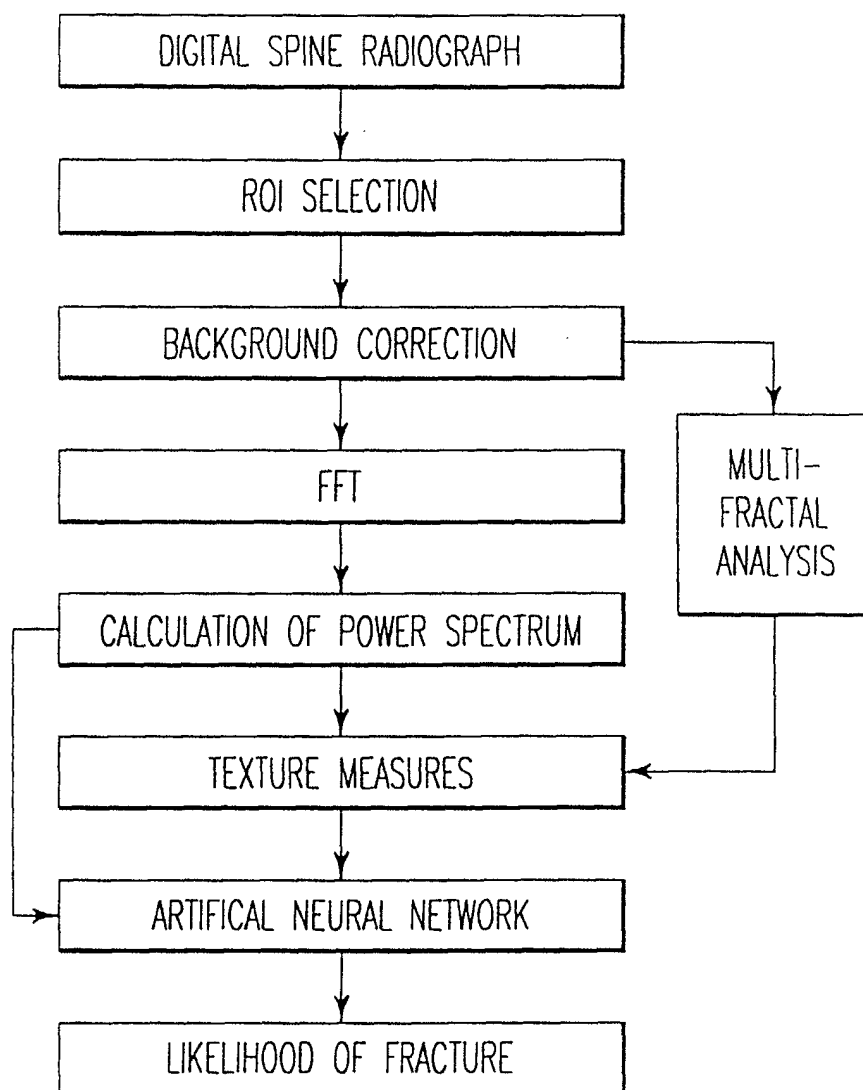 DIGITAL SPINE RADIOGRAPH
ROI SELECTION
BACKGROUND CORRECTION
FFT
MULTI-
FRACTAL
ANALYSIS
CALCULATION OF POWER SPECTRUM
TEXTURE MEASURES
ARTIFICAL NEURAL NETWORK
LIKELIHOOD OF FRACTURE